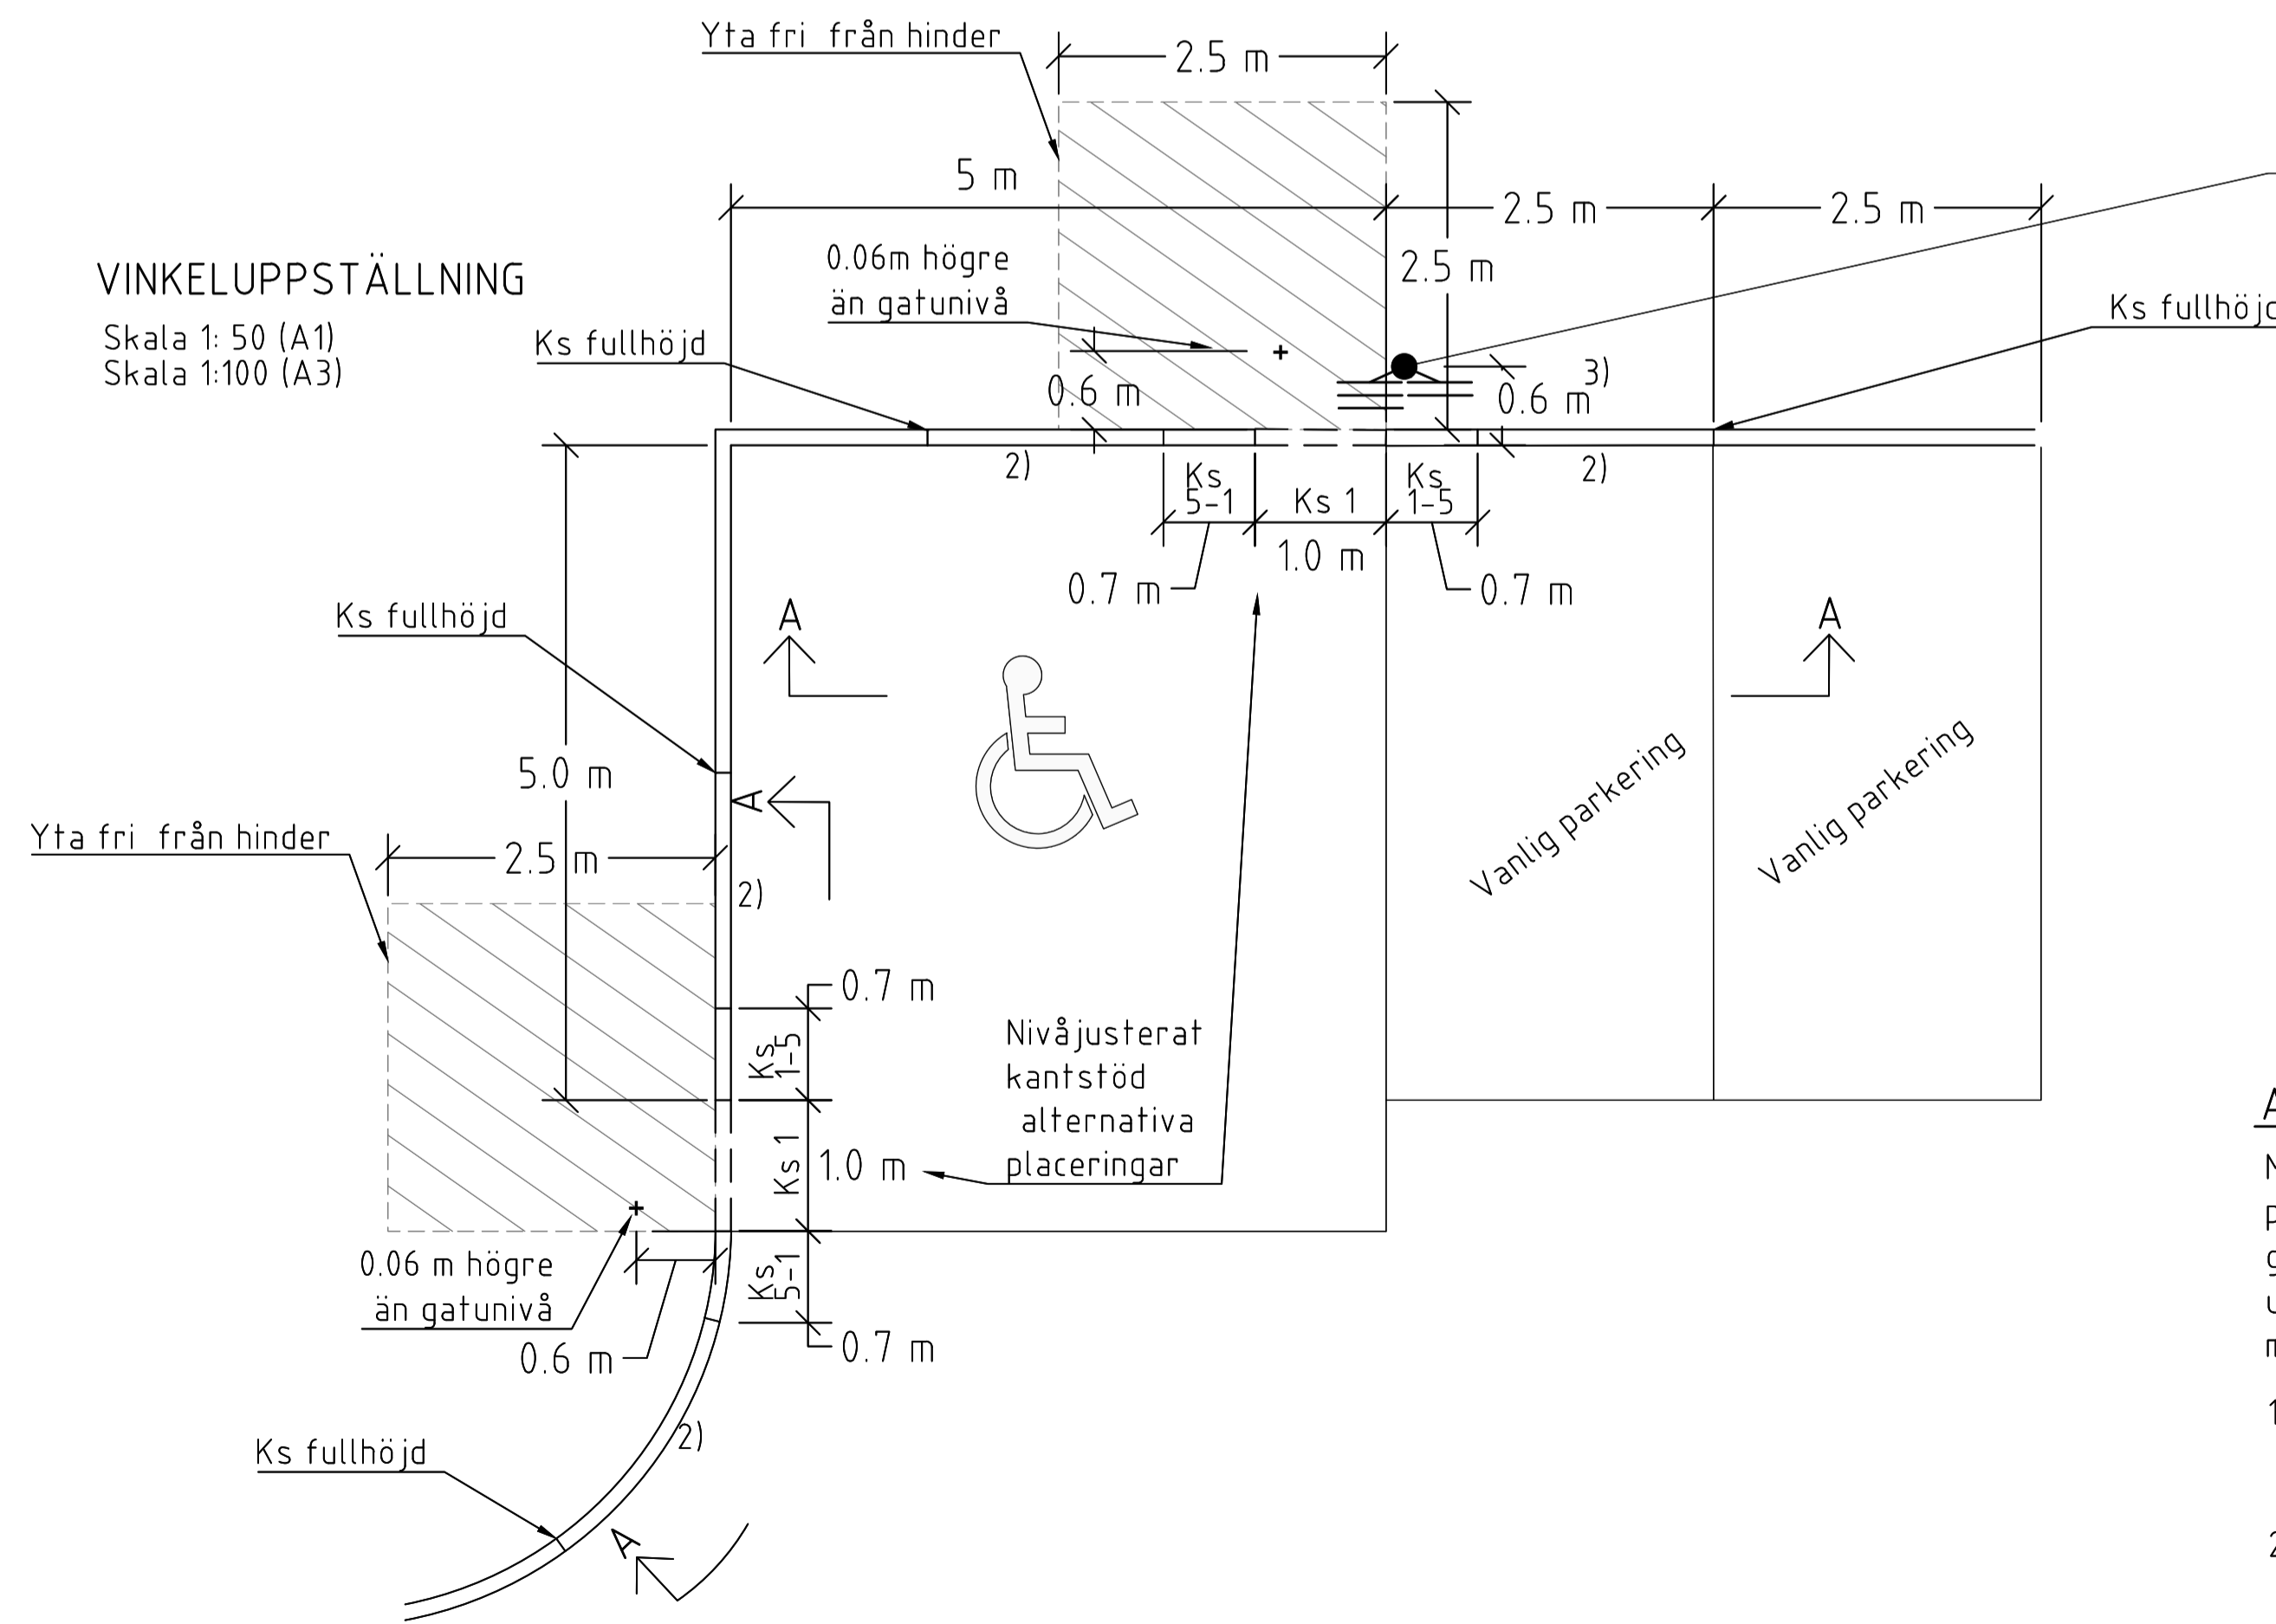 Yta fri från hinder
2.5 m
5 m
2.5 m
2.5 m
0.06m högre
än gatunivå
2.5 m
VINKELUPPSTÄLLNING
Skala 1: 50 (A1)
Skala 1:100 (A3)
Ks fullhöjd
Ks fullhöjd
0.6 m
3)
0.6 m
2)
2)
Ks
5-1
Ks 1
Ks
1-5
1.0 m
0.7 m
0.7 m
Ks fullhöjd
A
A
5.0 m
A
Vanlig parkering
Vanlig parkering
Yta fri från hinder
2.5 m
2)
0.7 m
Ks
1-5
Nivåjusterat
kantstöd
alternativa
placeringar
Ks 1
1.0 m
0.06 m högre
än gatunivå
Ks
5-1
0.6 m
0.7 m
2)
Ks fullhöjd
A